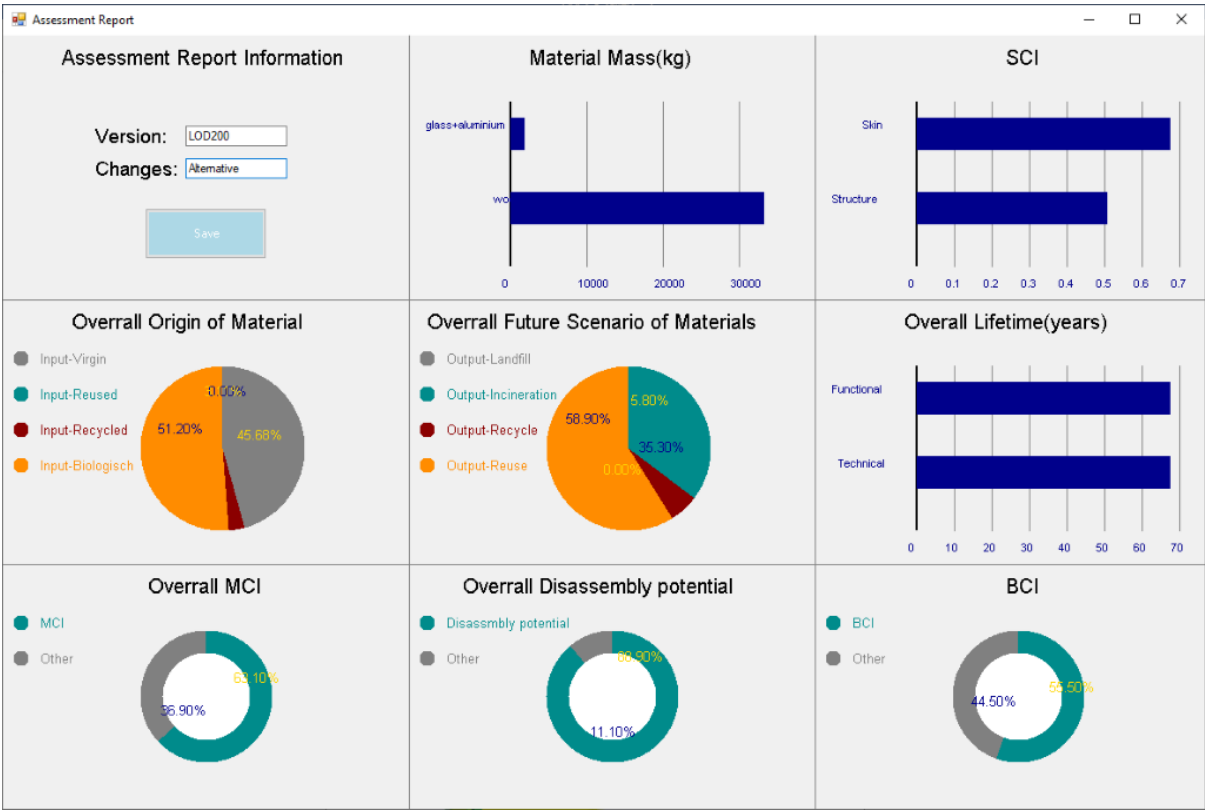 Assessment Report
Assessment Report Information
Version: LOD200
Changes: Alternative
Save
Material Mass(kg)
glass+aluminium
wo
0 10000 20000 30000
SCI
Skin
Structure
0 0.1 0.2 0.3 0.4 0.5 0.6 0.7
Overrall Origin of Material
Input-Virgin
Input-Reused
Input-Recycled
Input-Biologisch
0.00%
51.20%
45.68%
Overrall Future Scenario of Materials
Output-Landfill
Output-Incineration
Output-Recycle
Output-Reuse
5.80%
58.90%
35.30%
0.00%
Overall Lifetime(years)
Functional
Technical
0 10 20 30 40 50 60 70
Overrall MCI
MCI
Other
63.10%
36.90%
Overrall Disassembly potential
Disassmbly potential
Other
88.90%
11.10%
BCI
BCI
Other
55.50%
44.50%